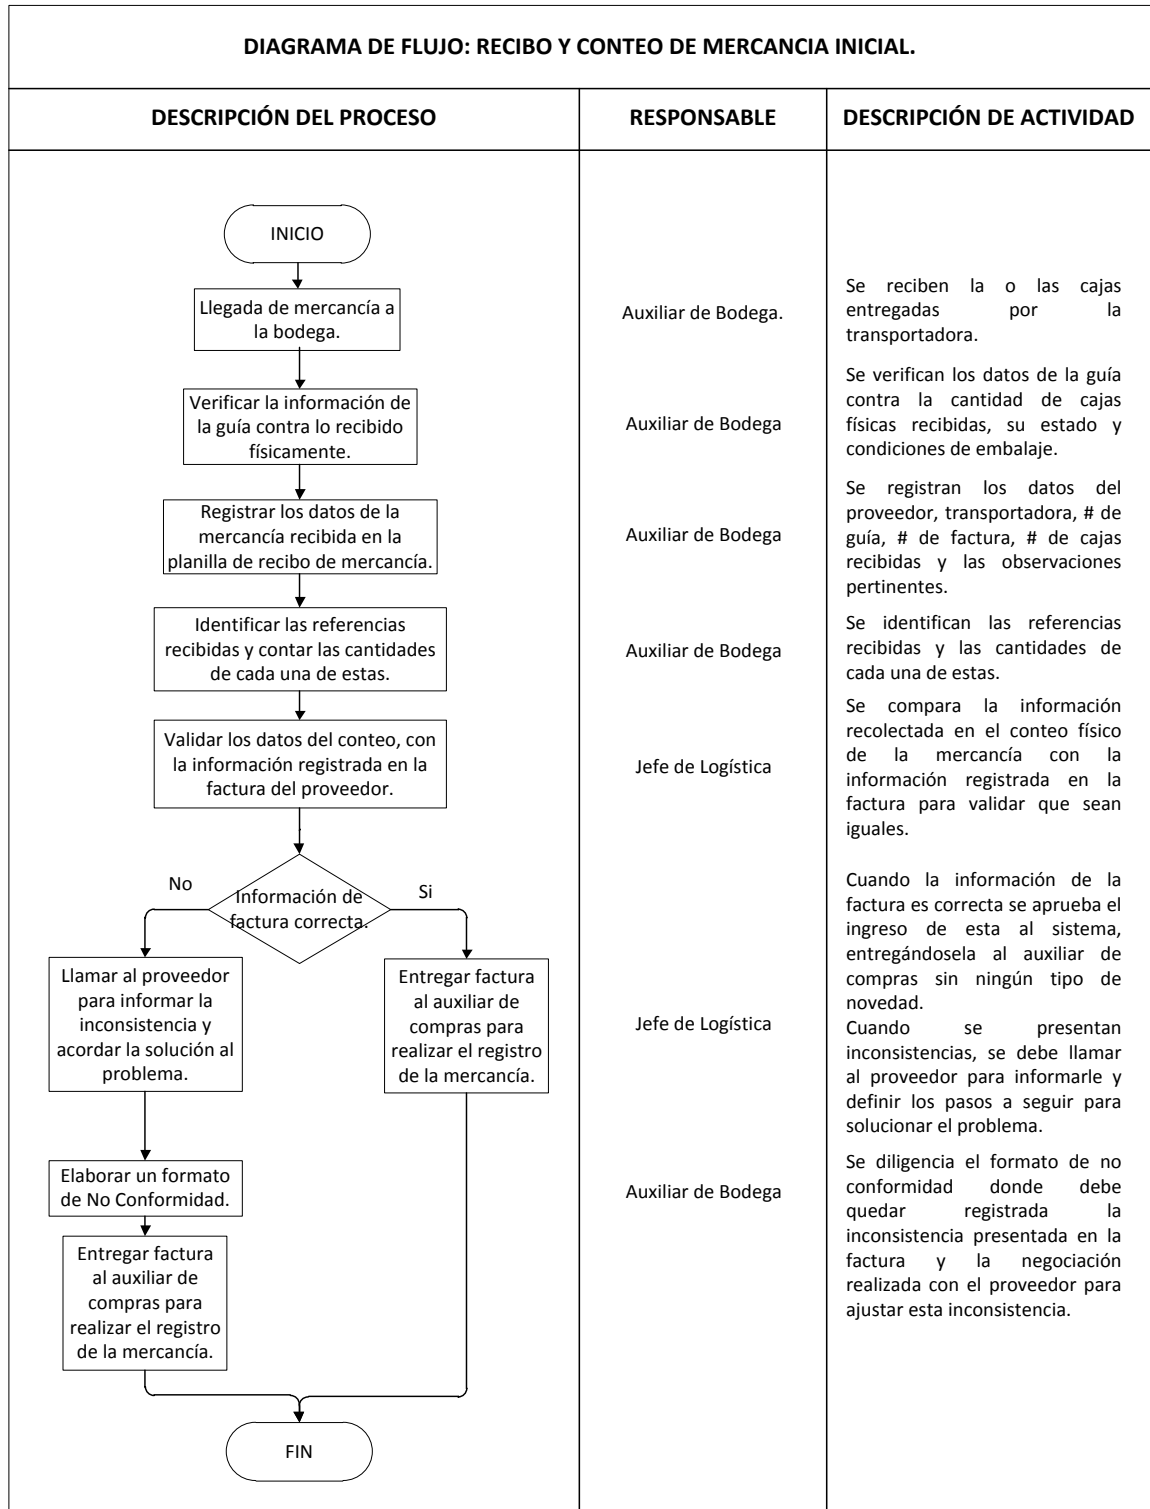 DIAGRAMA DE FLUJO: RECIBO Y CONTEO DE MERCANCIA INICIAL.
DESCRIPCIÓN DEL PROCESO
RESPONSABLE
DESCRIPCIÓN DE ACTIVIDAD
INICIO
Llegada de mercancía a
la bodega.
Auxiliar de Bodega.
Se reciben la o las cajas
entregadas por la
transportadora.
Verificar la información de
la guía contra lo recibido
físicamente.
Auxiliar de Bodega
Se verifican los datos de la guía
contra la cantidad de cajas
físicas recibidas, su estado y
condiciones de embalaje.
Registrar los datos de la
mercancía recibida en la
planilla de recibo de mercancía.
Auxiliar de Bodega
Se registran los datos del
proveedor, transportadora, # de
guía, # de factura, # de cajas
recibidas y las observaciones
pertinentes.
Identificar las referencias
recibidas y contar las cantidades
de cada una de estas.
Auxiliar de Bodega
Se identifican las referencias
recibidas y las cantidades de
cada una de estas.
Validar los datos del conteo, con
la información registrada en la
factura del proveedor.
Jefe de Logística
Se compara la información
recolectada en el conteo físico
de la mercancía con la
información registrada en la
factura para validar que sean
iguales.
Información de
factura correcta.
No
Si
Llamar al proveedor
para informar la
inconsistencia y
acordar la solución al
problema.
Entregar factura
al auxiliar de
compras para
realizar el registro
de la mercancía.
Jefe de Logística
Cuando la información de la
factura es correcta se aprueba el
ingreso de esta al sistema,
entregándosela al auxiliar de
compras sin ningún tipo de
novedad.
Cuando se presentan
inconsistencias, se debe llamar
al proveedor para informarle y
definir los pasos a seguir para
solucionar el problema.
Elaborar un formato
de No Conformidad.
Auxiliar de Bodega
Se diligencia el formato de no
conformidad donde debe
quedar registrada la
inconsistencia presentada en la
factura y la negociación
realizada con el proveedor para
ajustar esta inconsistencia.
Entregar factura
al auxiliar de
compras para
realizar el registro
de la mercancía.
FIN